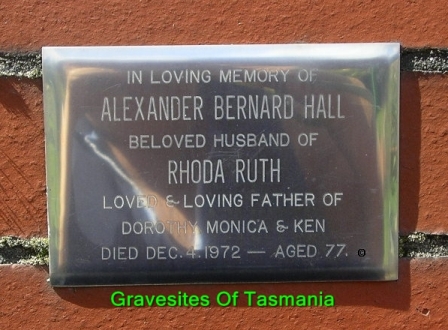 IN LOVING MEMORY OF
ALEXANDER BERNARD HALL
BELOVED HUSBAND OF
RHODA RUTH
LOVED & LOVING FATHER OF
DOROTHY MONICA & KEN
DIED DEC. 4. 1972 — AGED 77.
Gravesites Of Tasmania